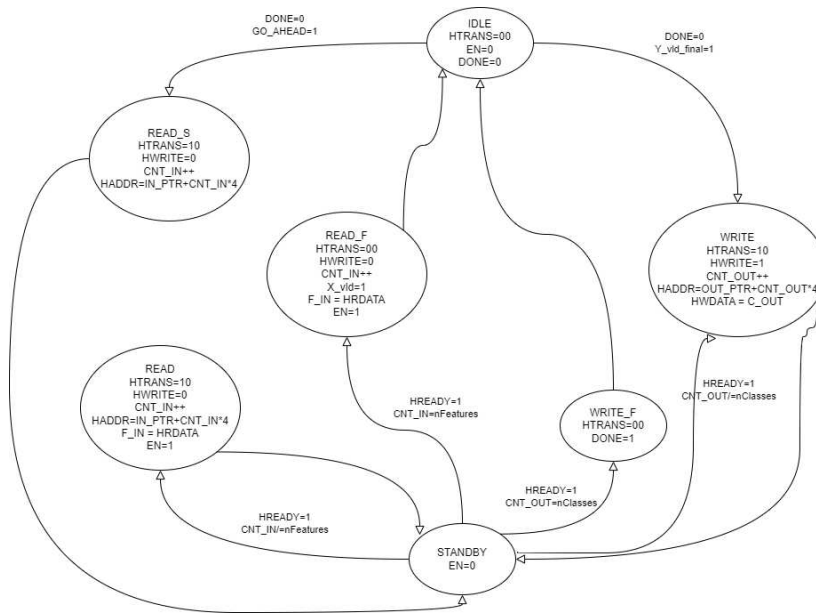 DONE=0
GO_AHEAD=1
IDLE
HTRANS=00
EN=0
DONE=0
DONE=0
Y_vld_final=1
READ_S
HTRANS=10
HWRITE=0
CNT_IN++
HADDR=IN_PTR+CNT_IN*4
READ_F
HTRANS=00
HWRITE=0
CNT_IN++
X_vld=1
F_IN = HRDATA
EN=1
WRITE
HTRANS=10
HWRITE=1
CNT_OUT++
HADDR=OUT_PTR+CNT_OUT*4
HWDATA = C_OUT
READ
HTRANS=10
HWRITE=0
CNT_IN++
HADDR=IN_PTR+CNT_IN*4
F_IN = HRDATA
EN=1
HREADY=1
CNT_IN=nFeatures
WRITE_F
HTRANS=00
DONE=1
HREADY=1
CNT_OUT/=nClasses
HREADY=1
CNT_IN/=nFeatures
HREADY=1
CNT_OUT=nClasses
STANDBY
EN=0